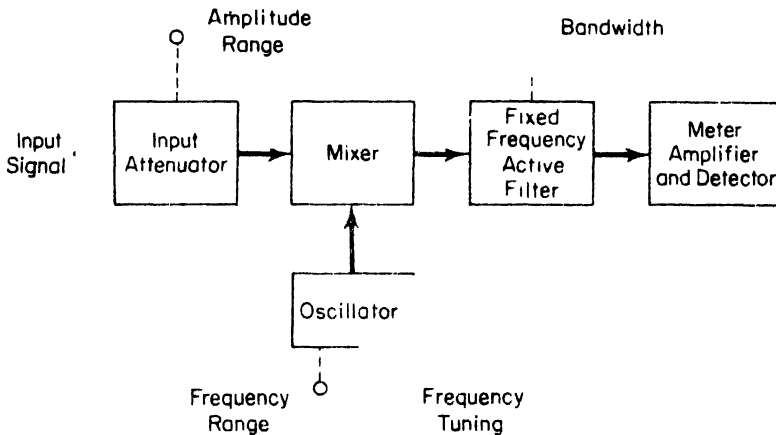 Amplitude
Range
Bandwidth
Input
Signal
Input
Attenuator
Mixer
Fixed
Frequency
Active
Filter
Meter
Amplifier
and Detector
Oscillator
Frequency
Range
Frequency
Tuning